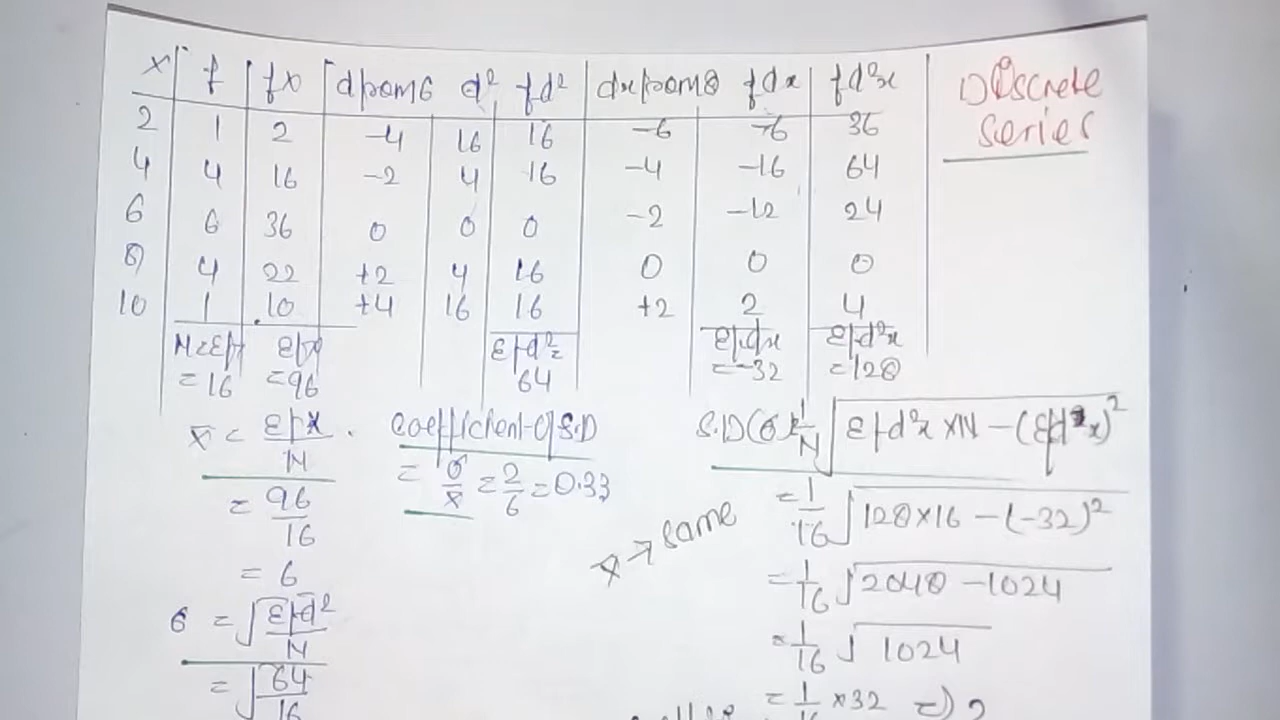 x f fx d from 6 d² fd² dx from 8 fdx fd²x Discrete
series
2 1 2 -4 16 16 -6 -6 36
4 4 16 -2 4 16 -4 -16 64
6 6 36 0 0 0 -2 -12 24
8 4 22 +2 4 16 0 0 0
10 1 10 +4 16 16 +2 2 4
N=Σf Σfx Σfd²= Σfdx Σfd²x
=16 =96 64 =-32 =128
x̄ = Σfx/N
= 96/16
= 6
σ = √Σfd²/N
= √64/16
Coefficient of S.D
= σ/x̄ = 2/6 = 0.33
S.D(σ) = 1/N √Σfd²x × N - (Σfd²x)²
= 1/16 √128×16 - (-32)²
x̄ → same
= 1/16 √2048 - 1024
= 1/16 √1024
= 1/16 × 32 => 2